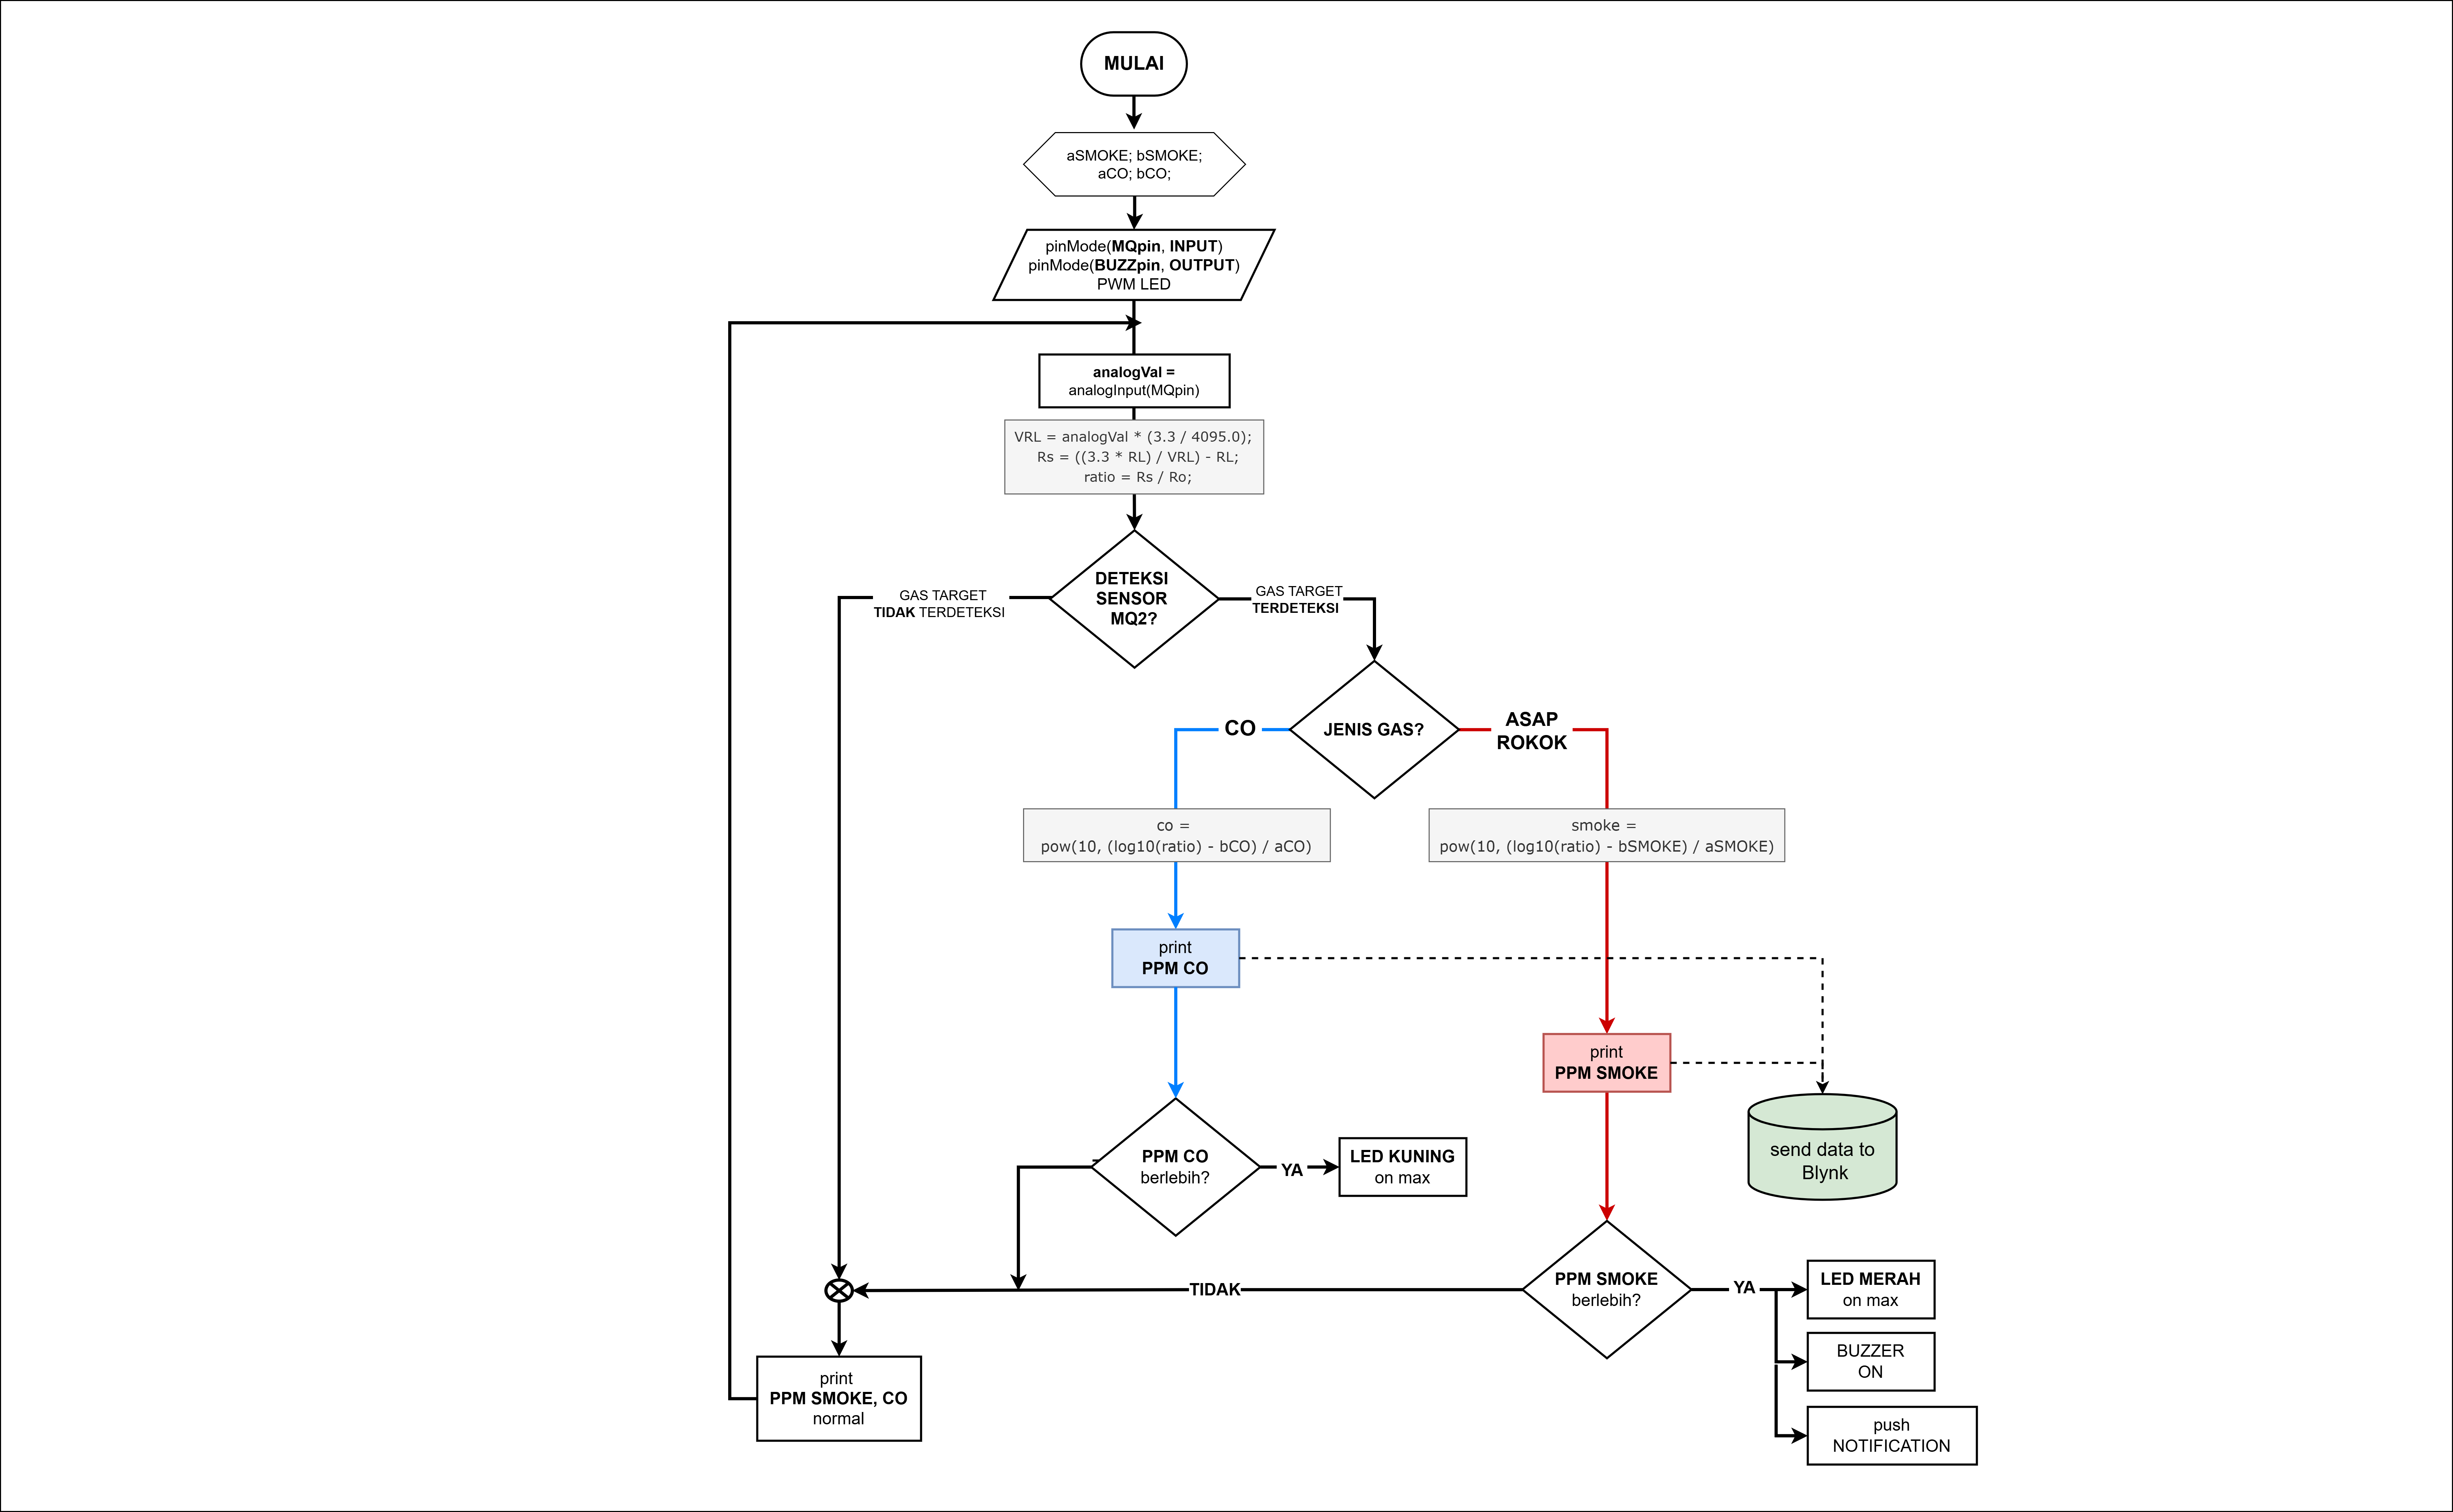 MULAI
aSMOKE; bSMOKE;
aCO; bCO;
pinMode(MQpin, INPUT)
pinMode(BUZZpin, OUTPUT)
PWM LED
analogVal =
analogInput(MQpin)
VRL = analogVal * (3.3 / 4095.0);
Rs = ((3.3 * RL) / VRL) - RL;
ratio = Rs / Ro;
DETEKSI
SENSOR
MQ2?
GAS TARGET
TIDAK TERDETEKSI
GAS TARGET
TERDETEKSI
JENIS GAS?
CO
ASAP
ROKOK
co =
pow(10, (log10(ratio) - bCO) / aCO)
smoke =
pow(10, (log10(ratio) - bSMOKE) / aSMOKE)
print
PPM CO
print
PPM SMOKE
send data to
Blynk
PPM CO
berlebih?
YA
LED KUNING
on max
PPM SMOKE
berlebih?
TIDAK
YA
LED MERAH
on max
BUZZER
ON
push
NOTIFICATION
print
PPM SMOKE, CO
normal